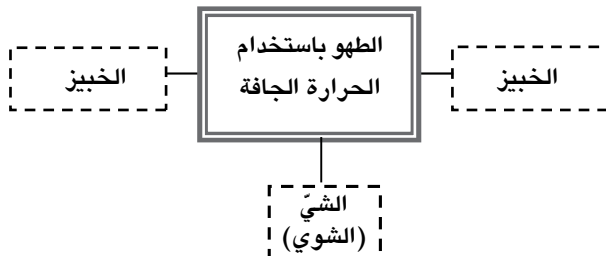 الطهو باستخدام
الحرارة الجافة
الخبيز
الخبيز
الشيّ
(الشوي)